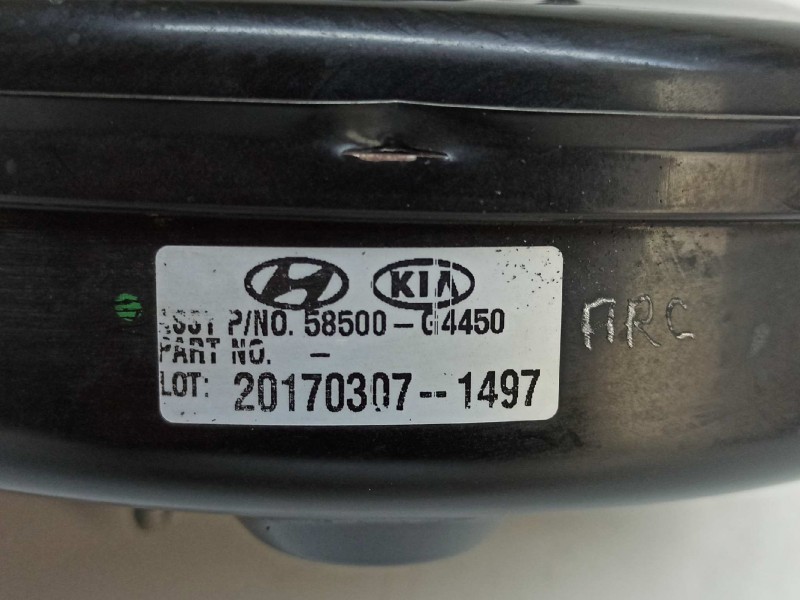 KIA
ASSY P/NO. 58500-G4450
PART NO. -
LOT: 20170307--1497
ПRC